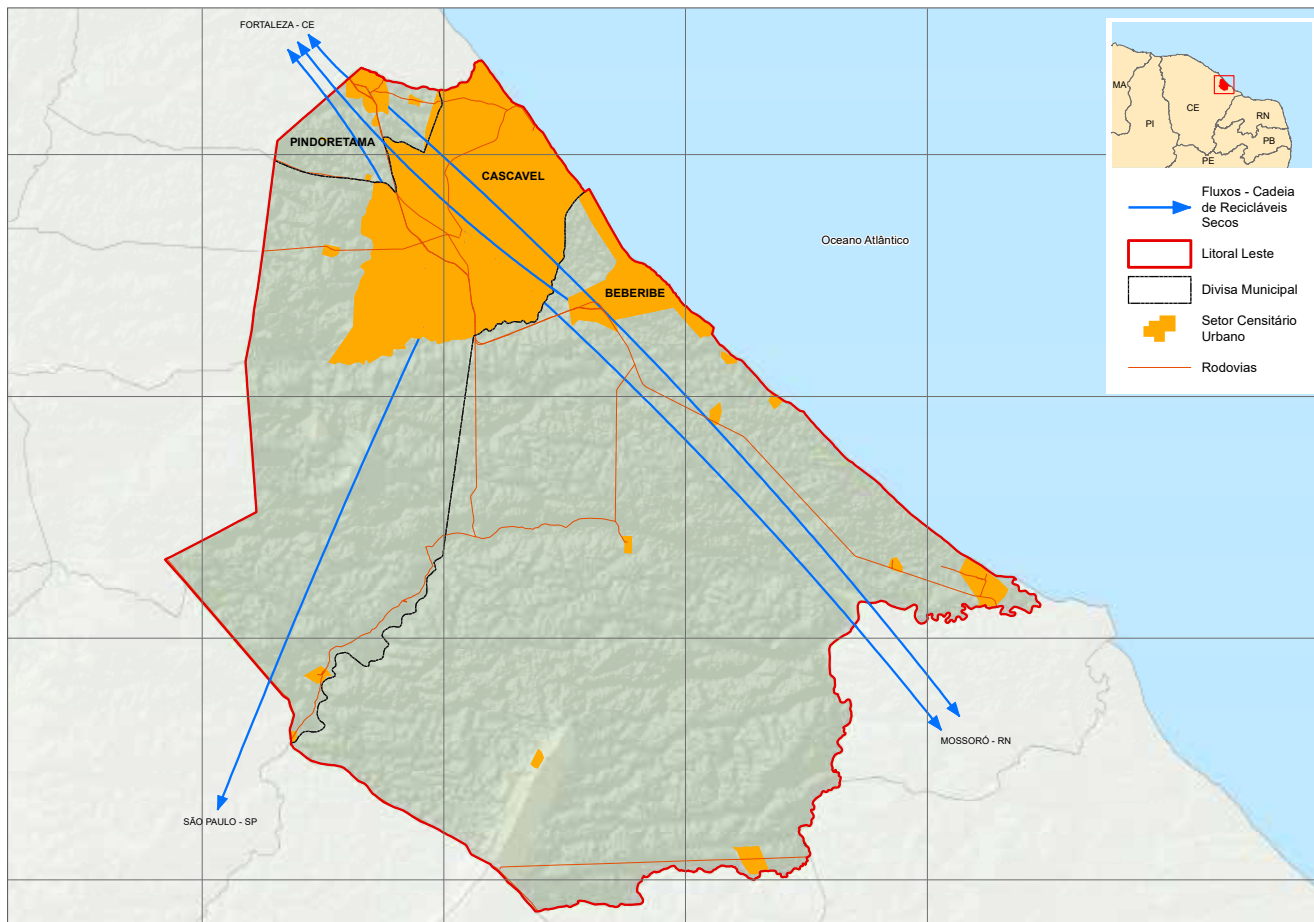 FORTALEZA - CE
PINDORETAMA
CASCAVEL
BEBERIBE
Oceano Atlântico
SÃO PAULO - SP
MOSSORÓ - RN
MA
PI
CE
RN
PB
PE
Fluxos - Cadeia
de Recicláveis
Secos
Litoral Leste
Divisa Municipal
Setor Censitário
Urbano
Rodovias